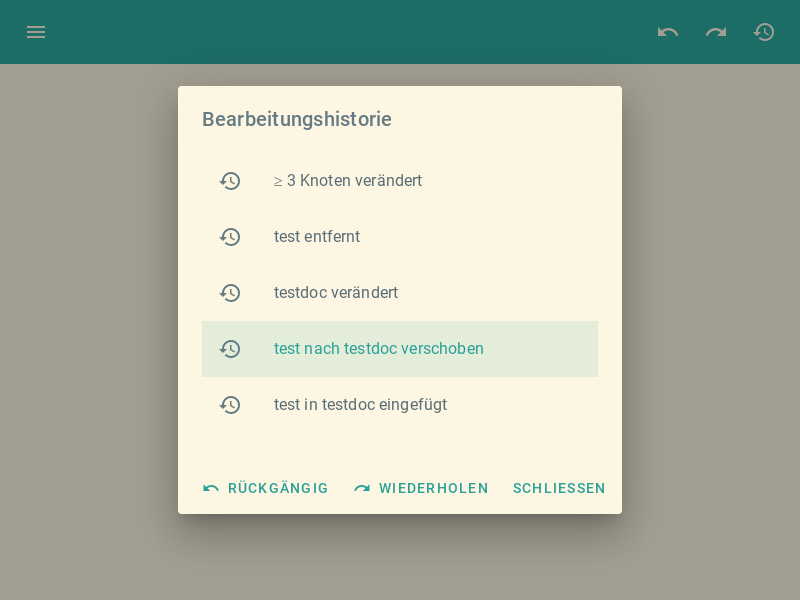 Bearbeitungshistorie
≥ 3 Knoten verändert
test entfernt
testdoc verändert
test nach testdoc verschoben
test in testdoc eingefügt
RÜCKGÄNGIG WIEDERHOLEN SCHLIESSEN